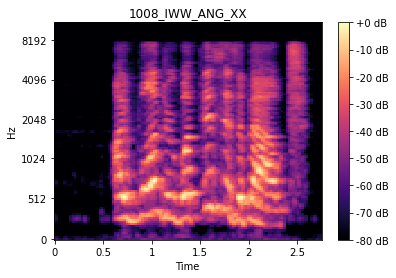 1008_IWW_ANG_XX
+0 dB
8192
-10 dB
4096
-20 dB
-30 dB
2048
Hz
-40 dB
1024
-50 dB
512
-60 dB
-70 dB
0
-80 dB
0 0.5 1 1.5 2 2.5
Time